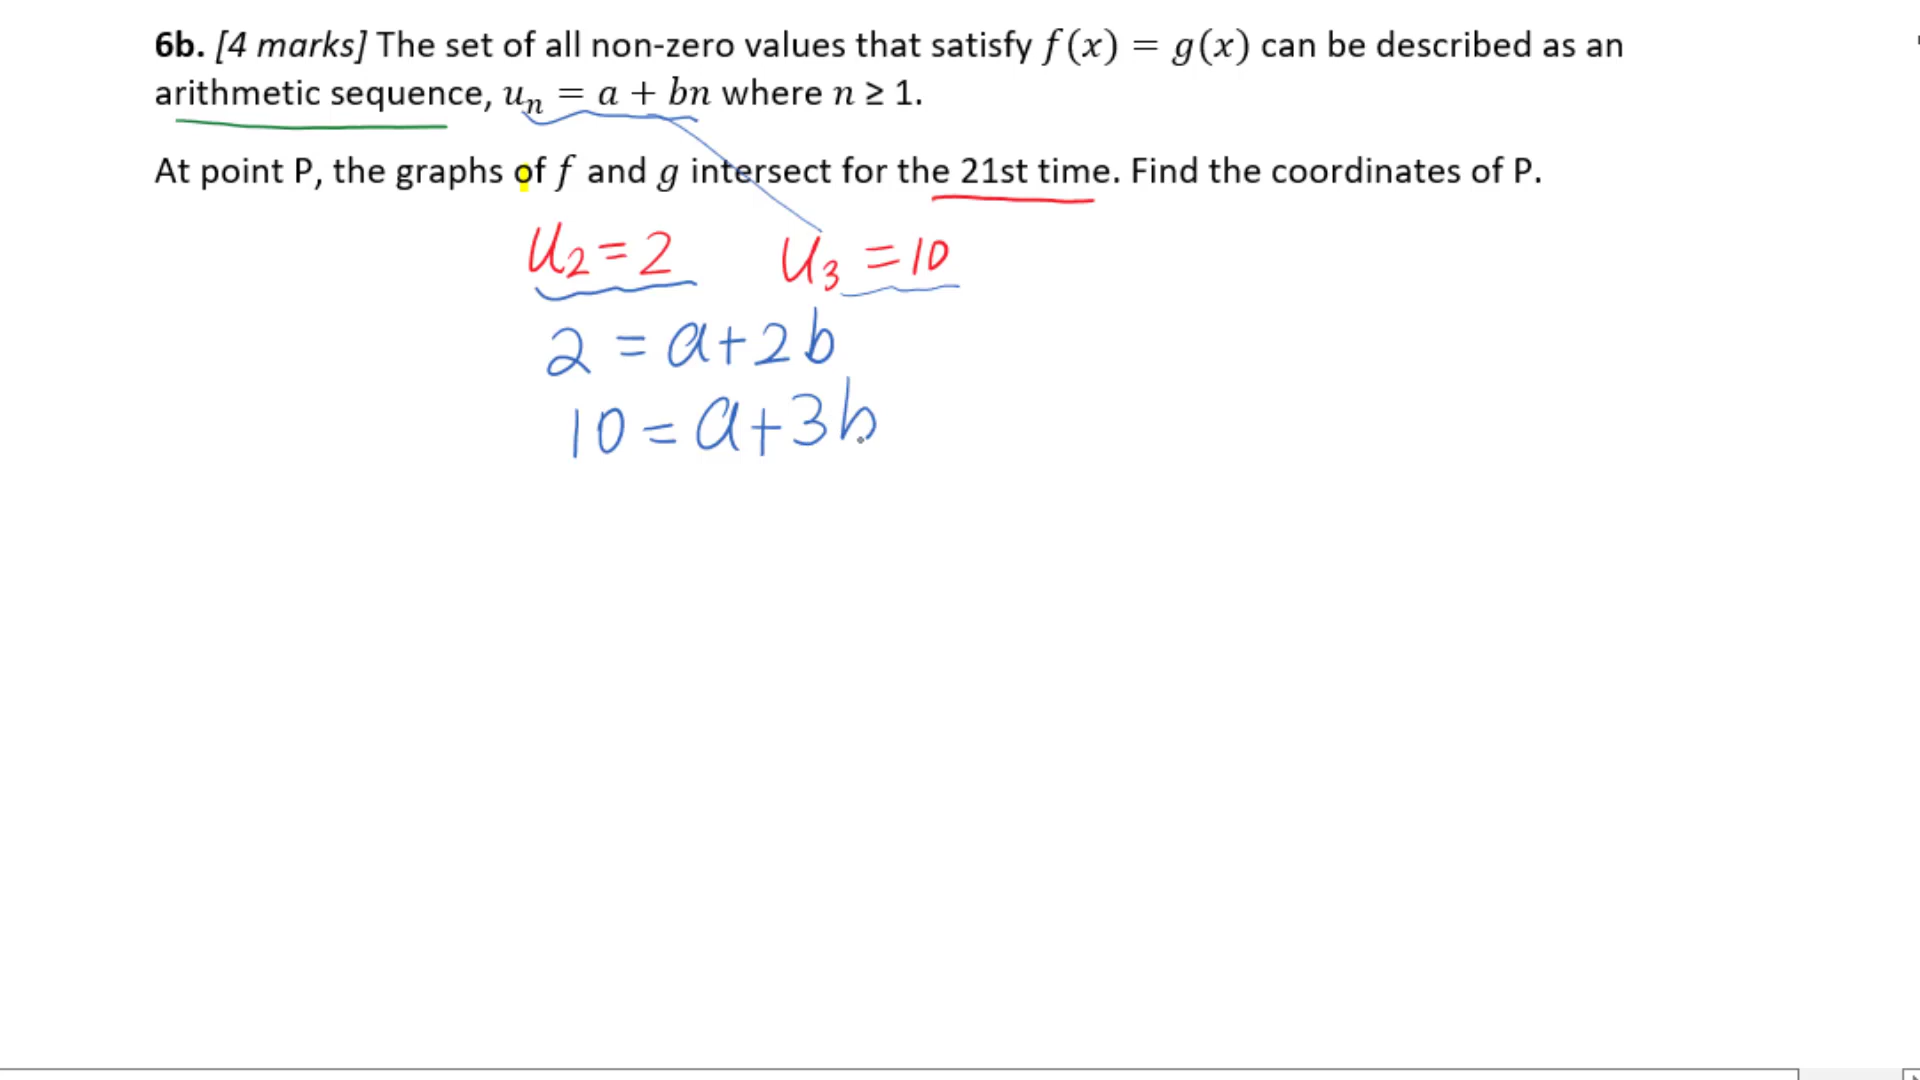 6b. [4 marks] The set of all non-zero values that satisfy f(x) = g(x) can be described as an
arithmetic sequence, uₙ = a + bn where n ≥ 1.
At point P, the graphs of f and g intersect for the 21st time. Find the coordinates of P.
U₂ = 2 U₃ = 10
2 = a + 2b
10 = a + 3b